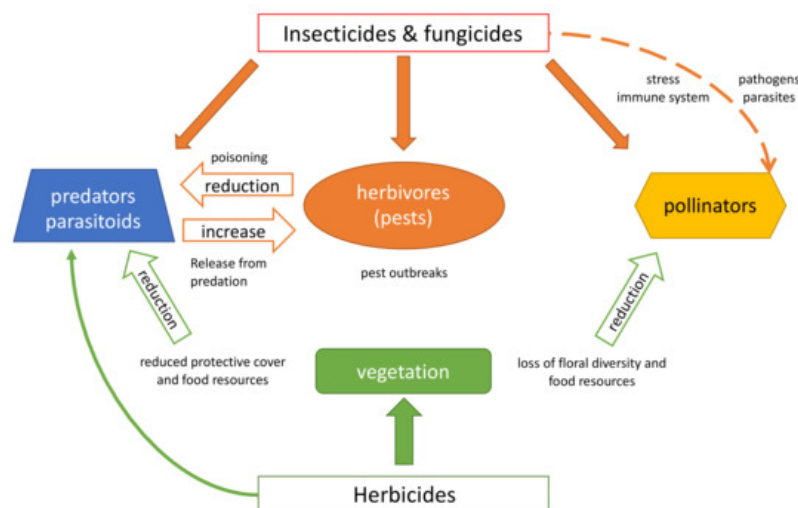 Insecticides & fungicides
stress
immune system
pathogens
parasites
poisoning
reduction
predators
parasitoids
herbivores
(pests)
pollinators
increase
Release from
predation
pest outbreaks
reduction
reduction
reduced protective cover
and food resources
vegetation
loss of floral diversity and
food resources
Herbicides